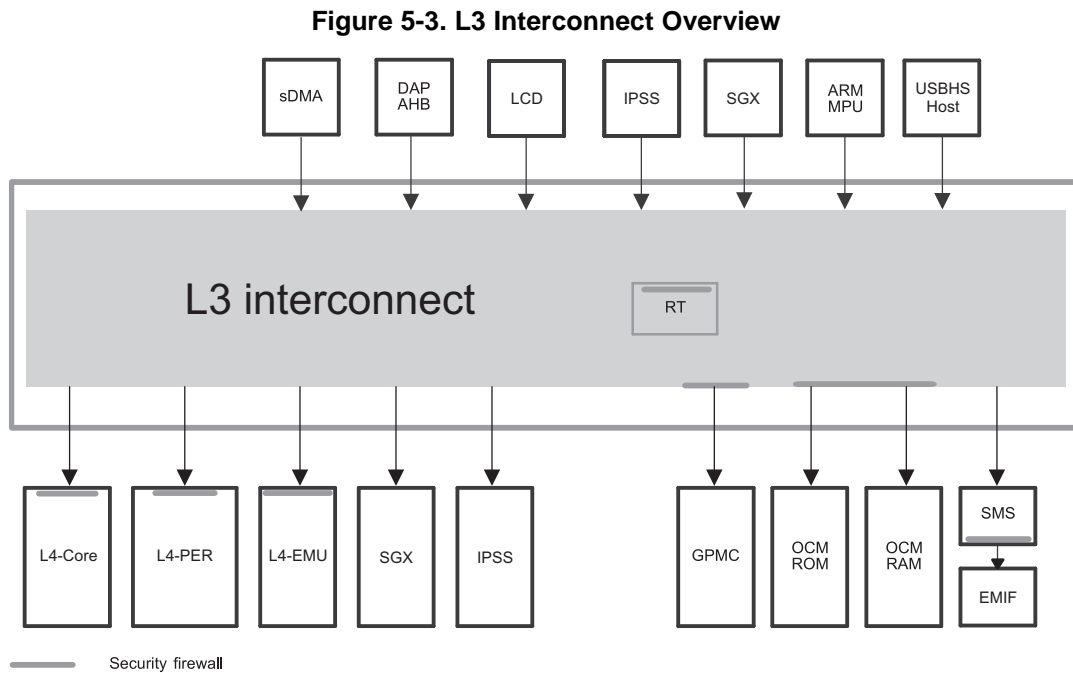 Figure 5-3. L3 Interconnect Overview
sDMA
DAP
AHB
LCD
IPSS
SGX
ARM
MPU
USBHS
Host
L3 interconnect
RT
L4-Core
L4-PER
L4-EMU
SGX
IPSS
GPMC
OCM
ROM
OCM
RAM
SMS
EMIF
Security firewall